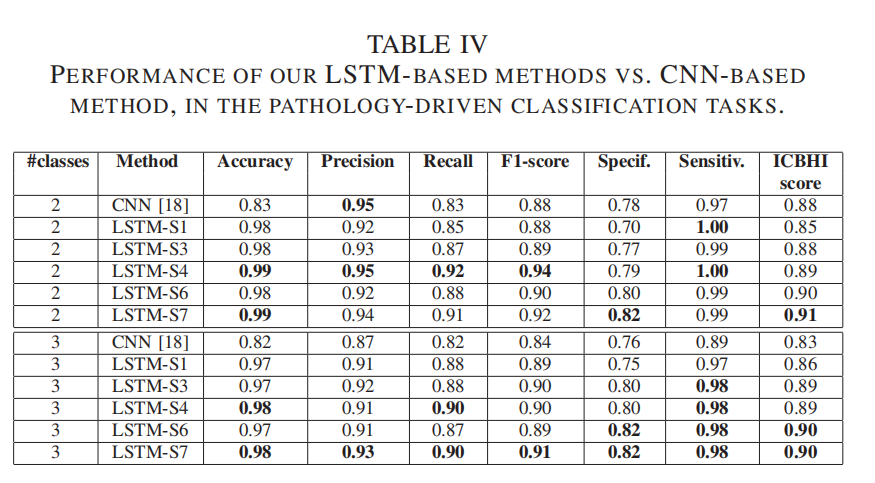 TABLE IV
PERFORMANCE OF OUR LSTM-BASED METHODS VS. CNN-BASED
METHOD, IN THE PATHOLOGY-DRIVEN CLASSIFICATION TASKS.
#classes Method Accuracy Precision Recall F1-score Specif. Sensitiv. ICBHI
score
2 CNN [18] 0.83 0.95 0.83 0.88 0.78 0.97 0.88
2 LSTM-S1 0.98 0.92 0.85 0.88 0.70 1.00 0.85
2 LSTM-S3 0.98 0.93 0.87 0.89 0.77 0.99 0.88
2 LSTM-S4 0.99 0.95 0.92 0.94 0.79 1.00 0.89
2 LSTM-S6 0.98 0.92 0.88 0.90 0.80 0.99 0.90
2 LSTM-S7 0.99 0.94 0.91 0.92 0.82 0.99 0.91
3 CNN [18] 0.82 0.87 0.82 0.84 0.76 0.89 0.83
3 LSTM-S1 0.97 0.91 0.88 0.89 0.75 0.97 0.86
3 LSTM-S3 0.97 0.92 0.88 0.90 0.80 0.98 0.89
3 LSTM-S4 0.98 0.91 0.90 0.90 0.80 0.98 0.89
3 LSTM-S6 0.97 0.91 0.87 0.89 0.82 0.98 0.90
3 LSTM-S7 0.98 0.93 0.90 0.91 0.82 0.98 0.90